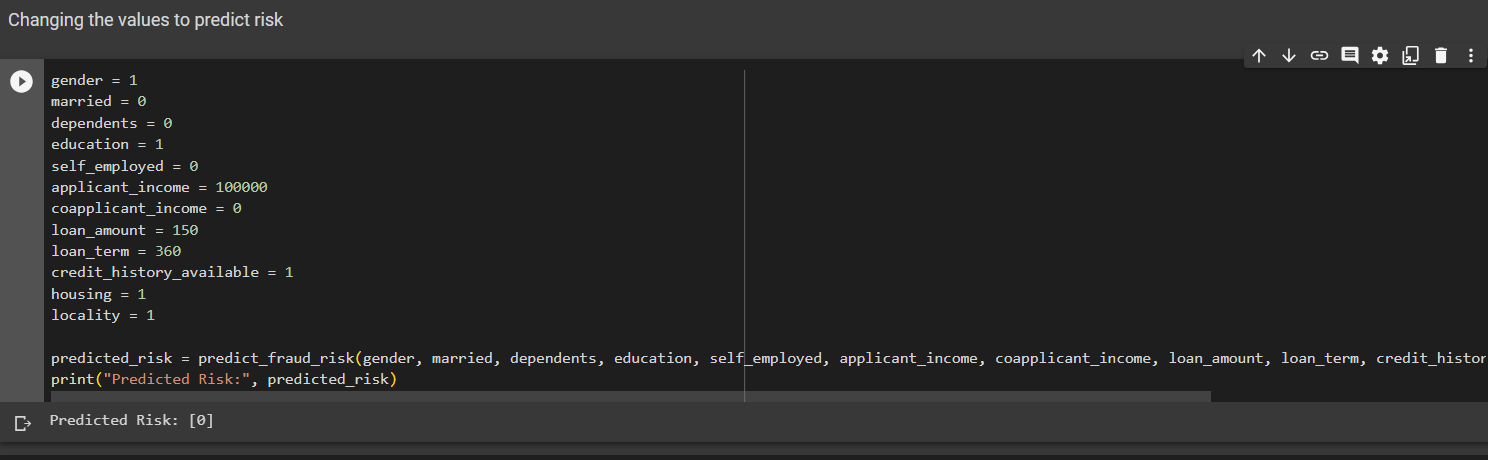 Changing the values to predict risk
gender = 1
married = 0
dependents = 0
education = 1
self_employed = 0
applicant_income = 100000
coapplicant_income = 0
loan_amount = 150
loan_term = 360
credit_history_available = 1
housing = 1
locality = 1
predicted_risk = predict_fraud_risk(gender, married, dependents, education, self_employed, applicant_income, coapplicant_income, loan_amount, loan_term, credit_histor
print("Predicted Risk:", predicted_risk)
Predicted Risk: [0]